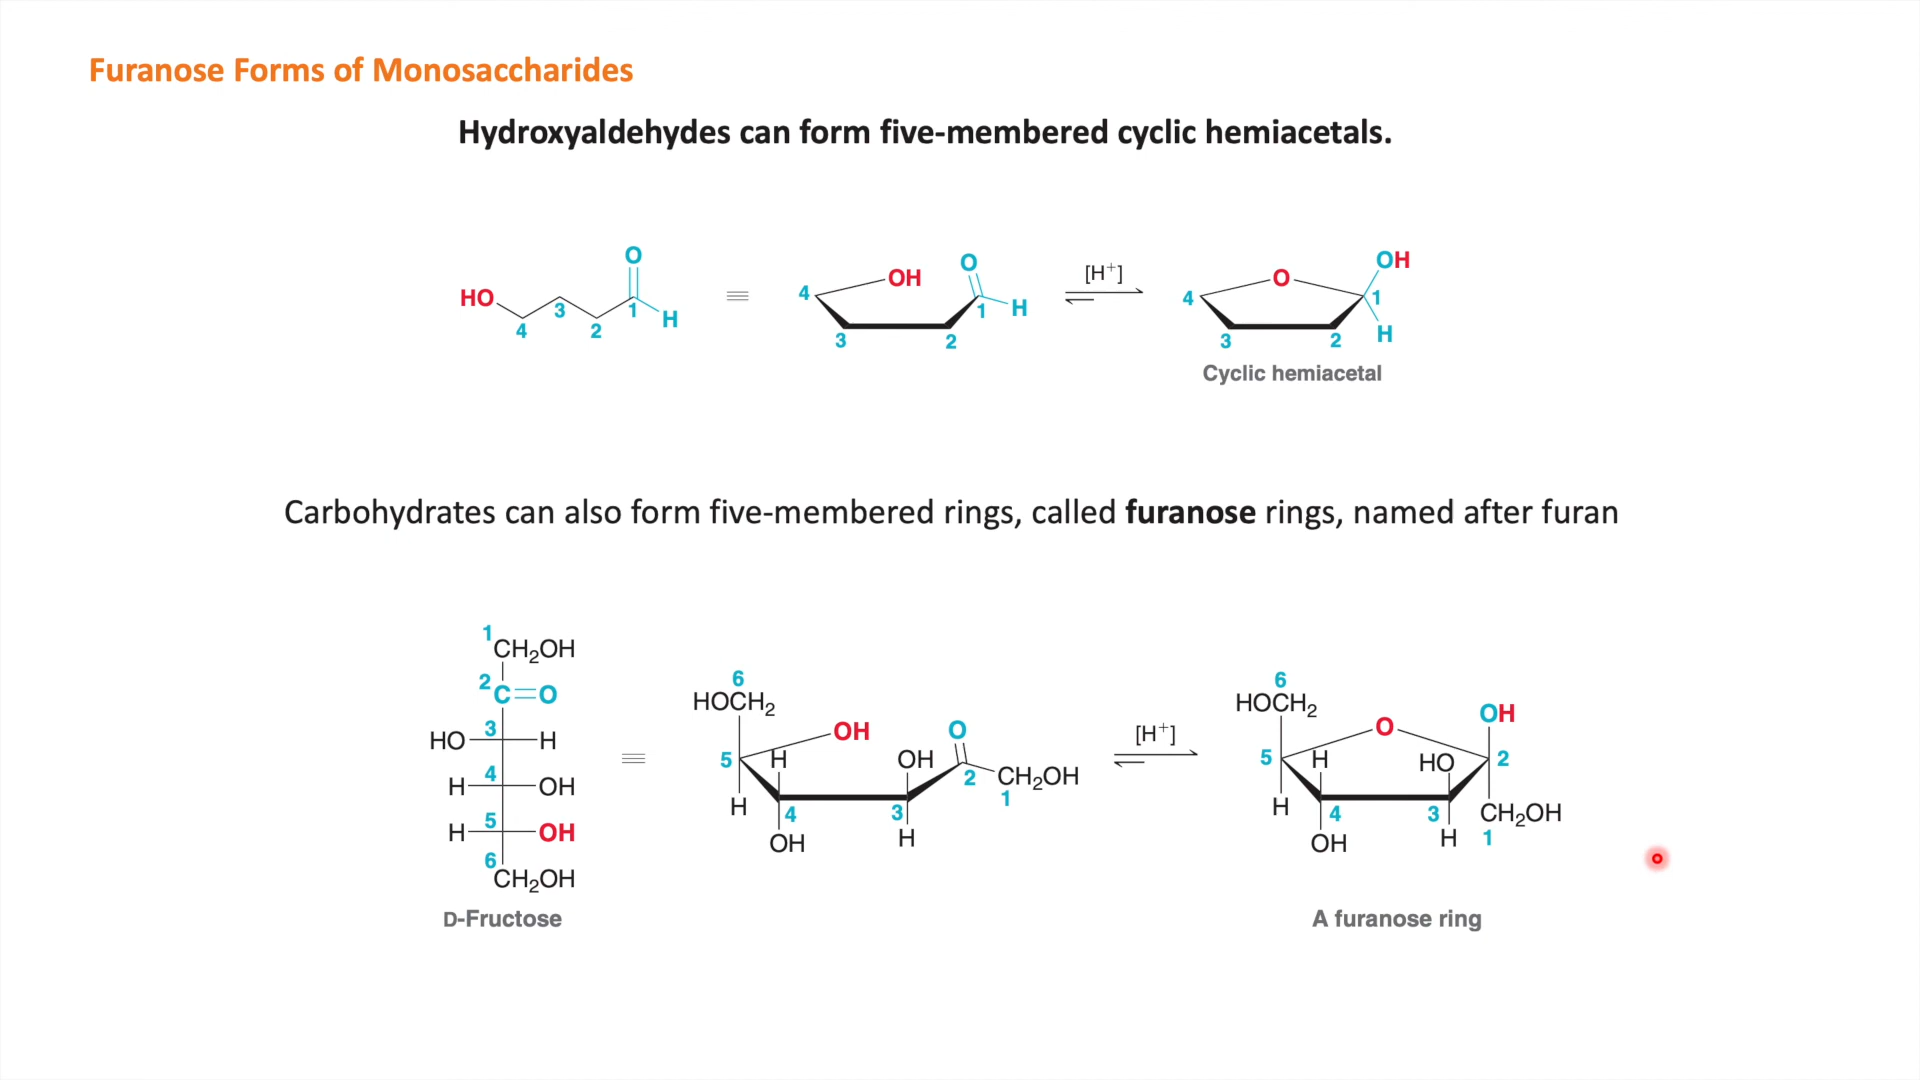 Furanose Forms of Monosaccharides
Hydroxyaldehydes can form five-membered cyclic hemiacetals.
HO 4 3 2 1 O H
4 OH 3 2 1 O H
[H⁺]
4 O 3 2 1 OH H
Cyclic hemiacetal
Carbohydrates can also form five-membered rings, called furanose rings, named after furan
1 CH₂OH
2 C=O
HO 3 H
H 4 OH
H 5 OH
6 CH₂OH
D-Fructose
6
HOCH₂
OH O
5 H OH 2 CH₂OH
H 4 3 1
OH H
[H⁺]
6
HOCH₂
O OH
5 H HO 2
H 4 3 CH₂OH
OH H 1
A furanose ring